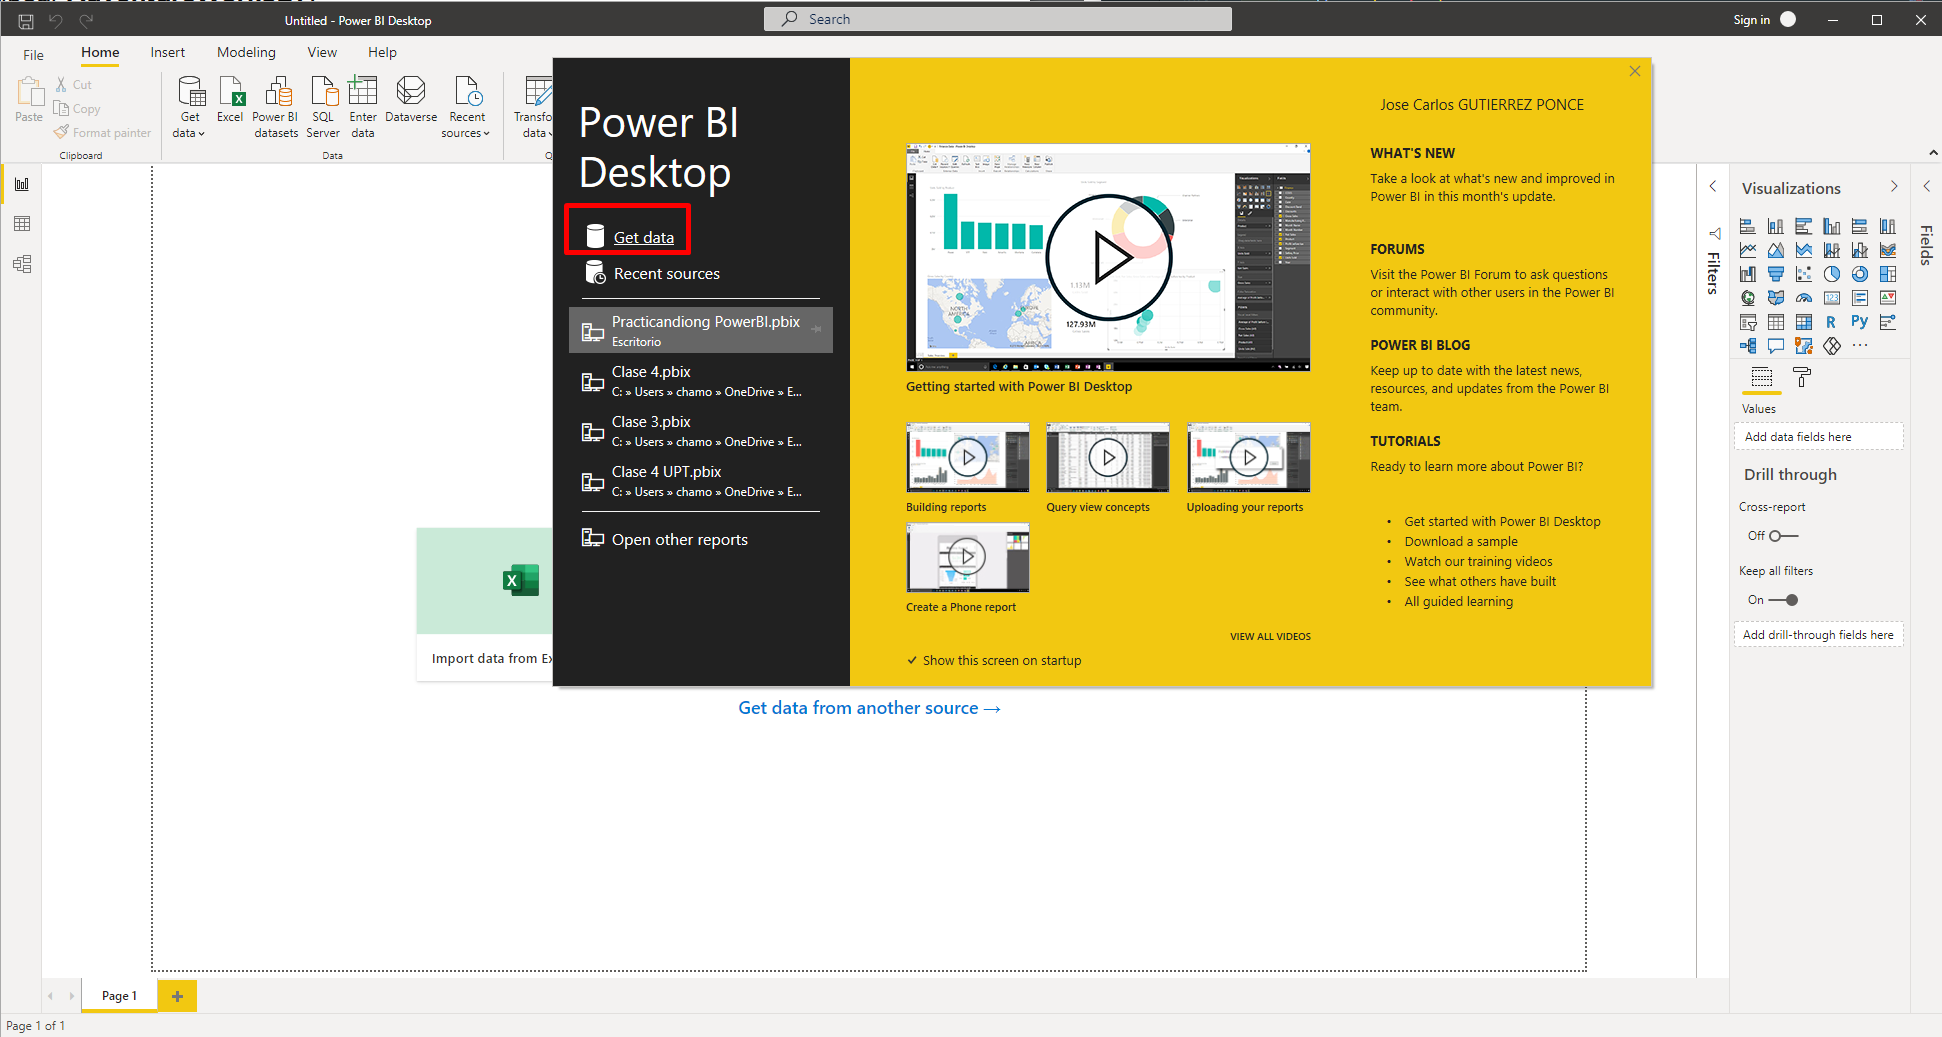 Untitled - Power BI Desktop
Search
Sign in
File
Home
Insert
Modeling
View
Help
Paste
Cut
Copy
Format painter
Clipboard
Get data
Excel
Power BI datasets
SQL Server
Enter data
Dataverse
Recent sources
Data
Power BI
Desktop
Get data
Recent sources
Practicandiong PowerBI.pbix
Escritorio
Clase 4.pbix
C: » Users » chamo » OneDrive » E...
Clase 3.pbix
C: » Users » chamo » OneDrive » E...
Clase 4 UPT.pbix
C: » Users » chamo » OneDrive » E...
Open other reports
127.93M
Getting started with Power BI Desktop
Building reports
Query view concepts
Uploading your reports
Create a Phone report
VIEW ALL VIDEOS
Show this screen on startup
Jose Carlos GUTIERREZ PONCE
WHAT'S NEW
Take a look at what's new and improved in
Power BI in this month's update.
FORUMS
Visit the Power BI Forum to ask questions
or interact with other users in the Power BI
community.
POWER BI BLOG
Keep up to date with the latest news,
resources, and updates from the Power BI
team.
TUTORIALS
Ready to learn more about Power BI?
• Get started with Power BI Desktop
• Download a sample
• Watch our training videos
• See what others have built
• All guided learning
Import data from Ex
Get data from another source →
Filters
Visualizations
R
Py
Values
Add data fields here
Drill through
Cross-report
Off
Keep all filters
On
Add drill-through fields here
Fields
Page 1
Page 1 of 1